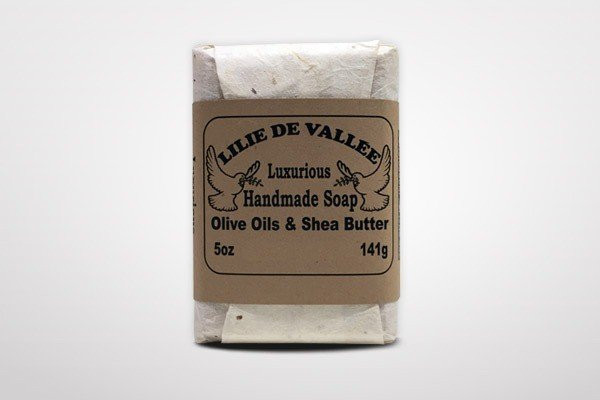 LILIE DE VALLEE
Luxurious
Handmade Soap
Olive Oils & Shea Butter
5oz 141g